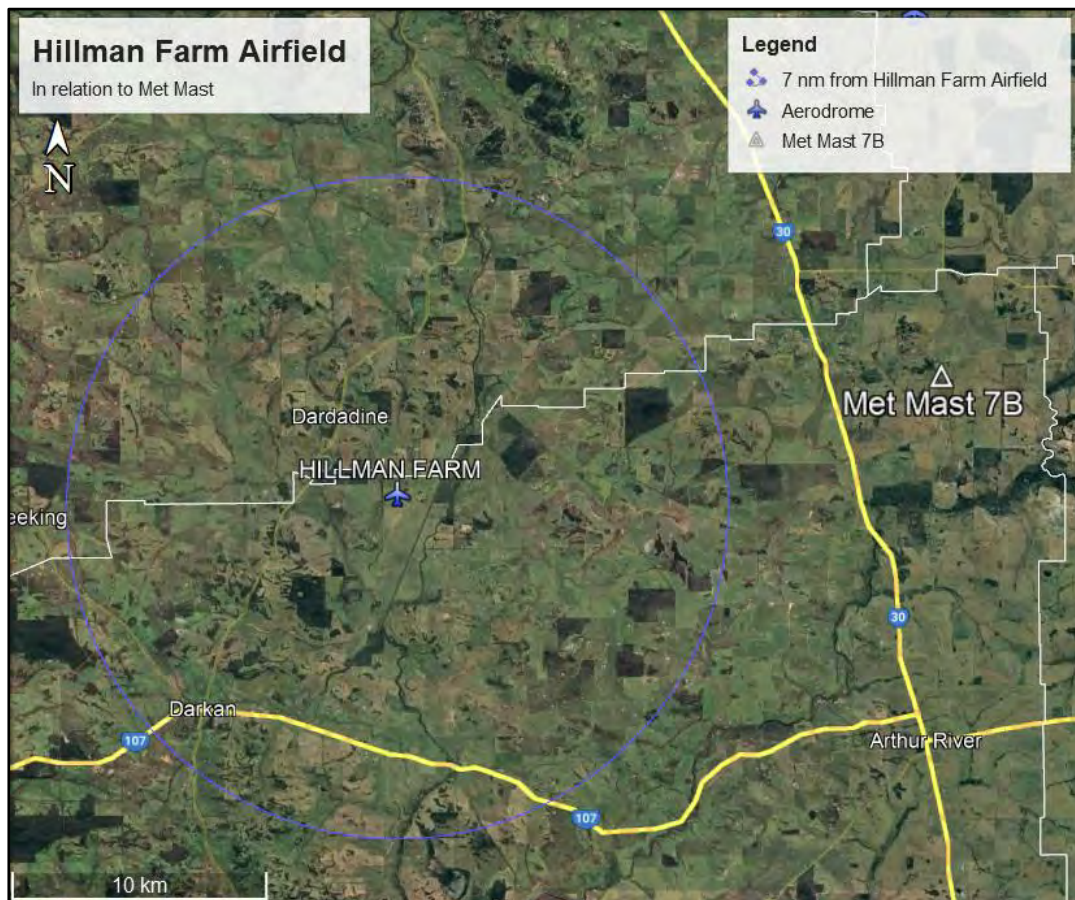 Hillman Farm Airfield
In relation to Met Mast
N
Legend
7 nm from Hillman Farm Airfield
Aerodrome
Met Mast 7B
30
Met Mast 7B
Dardadine
HILLMAN FARM
eeking
30
Darkan
107
Arthur River
107
10 km